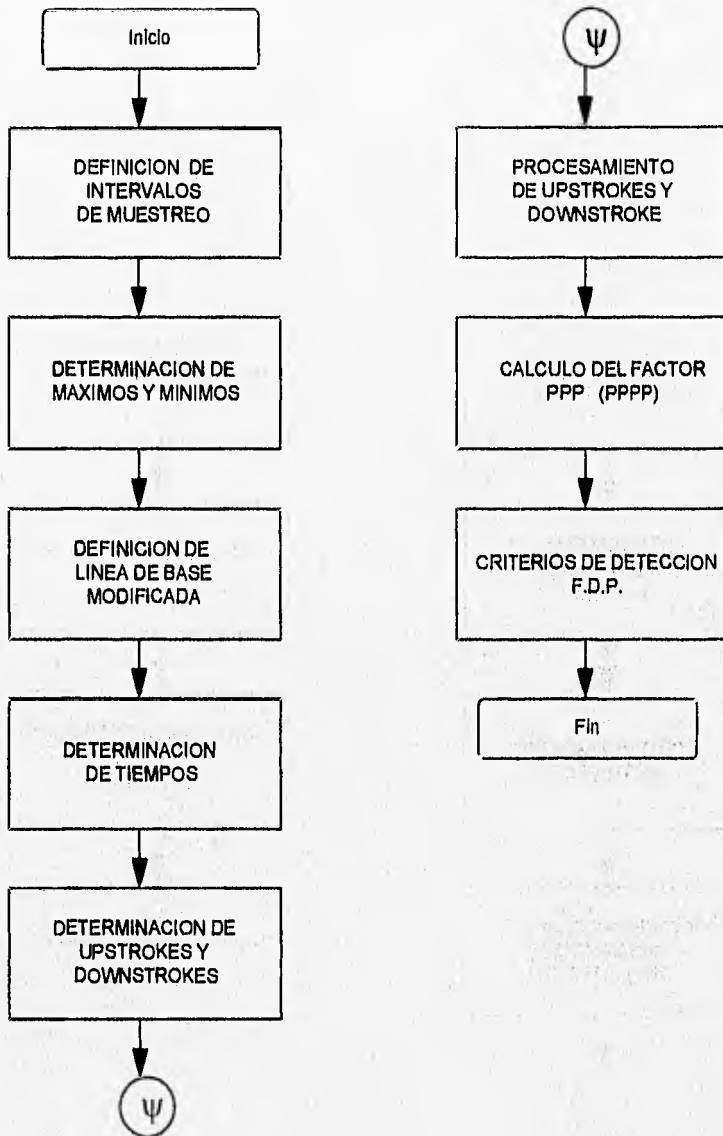 Inicio
DEFINICION DE
INTERVALOS
DE MUESTREO
DETERMINACION DE
MAXIMOS Y MINIMOS
DEFINICION DE
LINEA DE BASE
MODIFICADA
DETERMINACION
DE TIEMPOS
DETERMINACION DE
UPSTROKES Y
DOWNSTROKES
Ψ
Ψ
PROCESAMIENTO
DE UPSTROKES Y
DOWNSTROKE
CALCULO DEL FACTOR
PPP (PPPP)
CRITERIOS DE DETECCION
F.D.P.
Fin